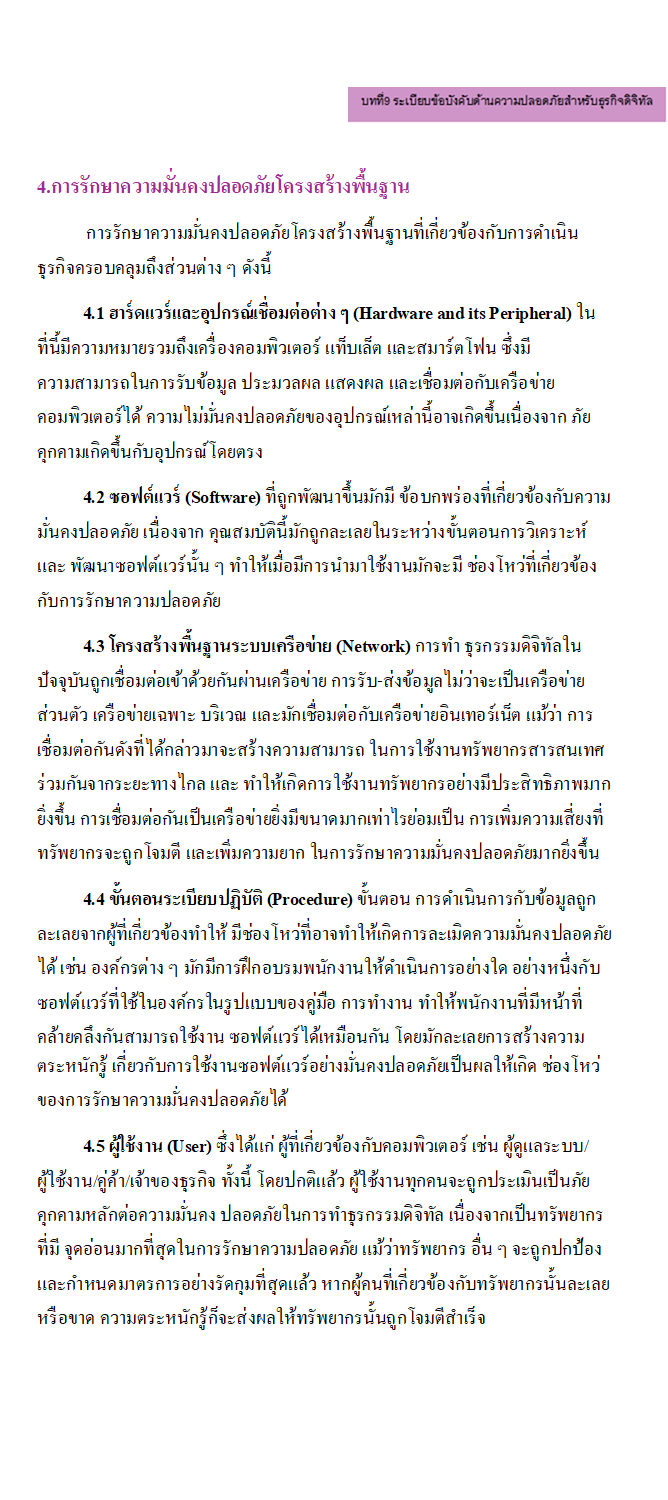 บทที่9 ระเบียบข้อบังคับด้านความปลอดภัยสำหรับธุรกิจดิจิทัล
4.การรักษาความมั่นคงปลอดภัยโครงสร้างพื้นฐาน
การรักษาความมั่นคงปลอดภัยโครงสร้างพื้นฐานที่เกี่ยวข้องกับการดำเนิน
ธุรกิจครอบคลุมถึงส่วนต่าง ๆ ดังนี้
4.1 ฮาร์ดแวร์และอุปกรณ์เชื่อมต่อต่าง ๆ (Hardware and its Peripheral) ใน
ที่นี้มีความหมายรวมถึงเครื่องคอมพิวเตอร์ แท็บเล็ต และสมาร์ตโฟน ซึ่งมี
ความสามารถในการรับข้อมูล ประมวลผล แสดงผล และเชื่อมต่อกับเครือข่าย
คอมพิวเตอร์ได้ ความไม่มั่นคงปลอดภัยของอุปกรณ์เหล่านี้อาจเกิดขึ้นเนื่องจาก ภัย
คุกคามเกิดขึ้นกับอุปกรณ์โดยตรง
4.2 ซอฟต์แวร์ (Software) ที่ถูกพัฒนาขึ้นมักมี ข้อบกพร่องที่เกี่ยวข้องกับความ
มั่นคงปลอดภัย เนื่องจาก คุณสมบัตินี้มักถูกละเลยในระหว่างขั้นตอนการวิเคราะห์
และ พัฒนาซอฟต์แวร์นั้น ๆ ทำให้เมื่อมีการนำมาใช้งานมักจะมี ช่องโหว่ที่เกี่ยวข้อง
กับการรักษาความปลอดภัย
4.3 โครงสร้างพื้นฐานระบบเครือข่าย (Network) การทำ ธุรกรรมดิจิทัลใน
ปัจจุบันถูกเชื่อมต่อเข้าด้วยกันผ่านเครือข่าย การรับ-ส่งข้อมูลไม่ว่าจะเป็นเครือข่าย
ส่วนตัว เครือข่ายเฉพาะ บริเวณ และมักเชื่อมต่อกับเครือข่ายอินเทอร์เน็ต แม้ว่า การ
เชื่อมต่อกันดังที่ได้กล่าวมาจะสร้างความสามารถ ในการใช้งานทรัพยากรสารสนเทศ
ร่วมกันจากระยะทางไกล และ ทำให้เกิดการใช้งานทรัพยากรอย่างมีประสิทธิภาพมาก
ยิ่งขึ้น การเชื่อมต่อกันเป็นเครือข่ายยิ่งมีขนาดมากเท่าไรย่อมเป็น การเพิ่มความเสี่ยงที่
ทรัพยากรจะถูกโจมตี และเพิ่มความยาก ในการรักษาความมั่นคงปลอดภัยมากยิ่งขึ้น
4.4 ขั้นตอนระเบียบปฏิบัติ (Procedure) ขั้นตอน การดำเนินการกับข้อมูลถูก
ละเลยจากผู้ที่เกี่ยวข้องทำให้ มีช่องโหว่ที่อาจทำให้เกิดการละเมิดความมั่นคงปลอดภัย
ได้ เช่น องค์กรต่าง ๆ มักมีการฝึกอบรมพนักงานให้ดำเนินการอย่างใด อย่างหนึ่งกับ
ซอฟต์แวร์ที่ใช้ในองค์กรในรูปแบบของคู่มือ การทำงาน ทำให้พนักงานที่มีหน้าที่
คล้ายคลึงกันสามารถใช้งาน ซอฟต์แวร์ได้เหมือนกัน โดยมักละเลยการสร้างความ
ตระหนักรู้ เกี่ยวกับการใช้งานซอฟต์แวร์อย่างมั่นคงปลอดภัยเป็นผลให้เกิด ช่องโหว่
ของการรักษาความมั่นคงปลอดภัยได้
4.5 ผู้ใช้งาน (User) ซึ่งได้แก่ ผู้ที่เกี่ยวข้องกับคอมพิวเตอร์ เช่น ผู้ดูแลระบบ/
ผู้ใช้งาน/คู่ค้า/เจ้าของธุรกิจ ทั้งนี้ โดยปกติแล้ว ผู้ใช้งานทุกคนจะถูกประเมินเป็นภัย
คุกคามหลักต่อความมั่นคง ปลอดภัยในการทำธุรกรรมดิจิทัล เนื่องจากเป็นทรัพยากร
ที่มี จุดอ่อนมากที่สุดในการรักษาความปลอดภัย แม้ว่าทรัพยากร อื่น ๆ จะถูกปกป้อง
และกำหนดมาตรการอย่างรัดกุมที่สุดแล้ว หากผู้คนที่เกี่ยวข้องกับทรัพยากรนั้นละเลย
หรือขาด ความตระหนักรู้ก็จะส่งผลให้ทรัพยากรนั้นถูกโจมตีสำเร็จ